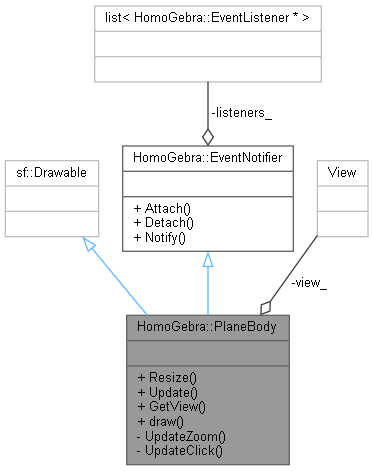 list< HomoGebra::EventListener * >
-listeners_
sf::Drawable
HomoGebra::EventNotifier
+ Attach()
+ Detach()
+ Notify()
View
-view_
HomoGebra::PlaneBody
+ Resize()
+ Update()
+ GetView()
+ draw()
- UpdateZoom()
- UpdateClick()